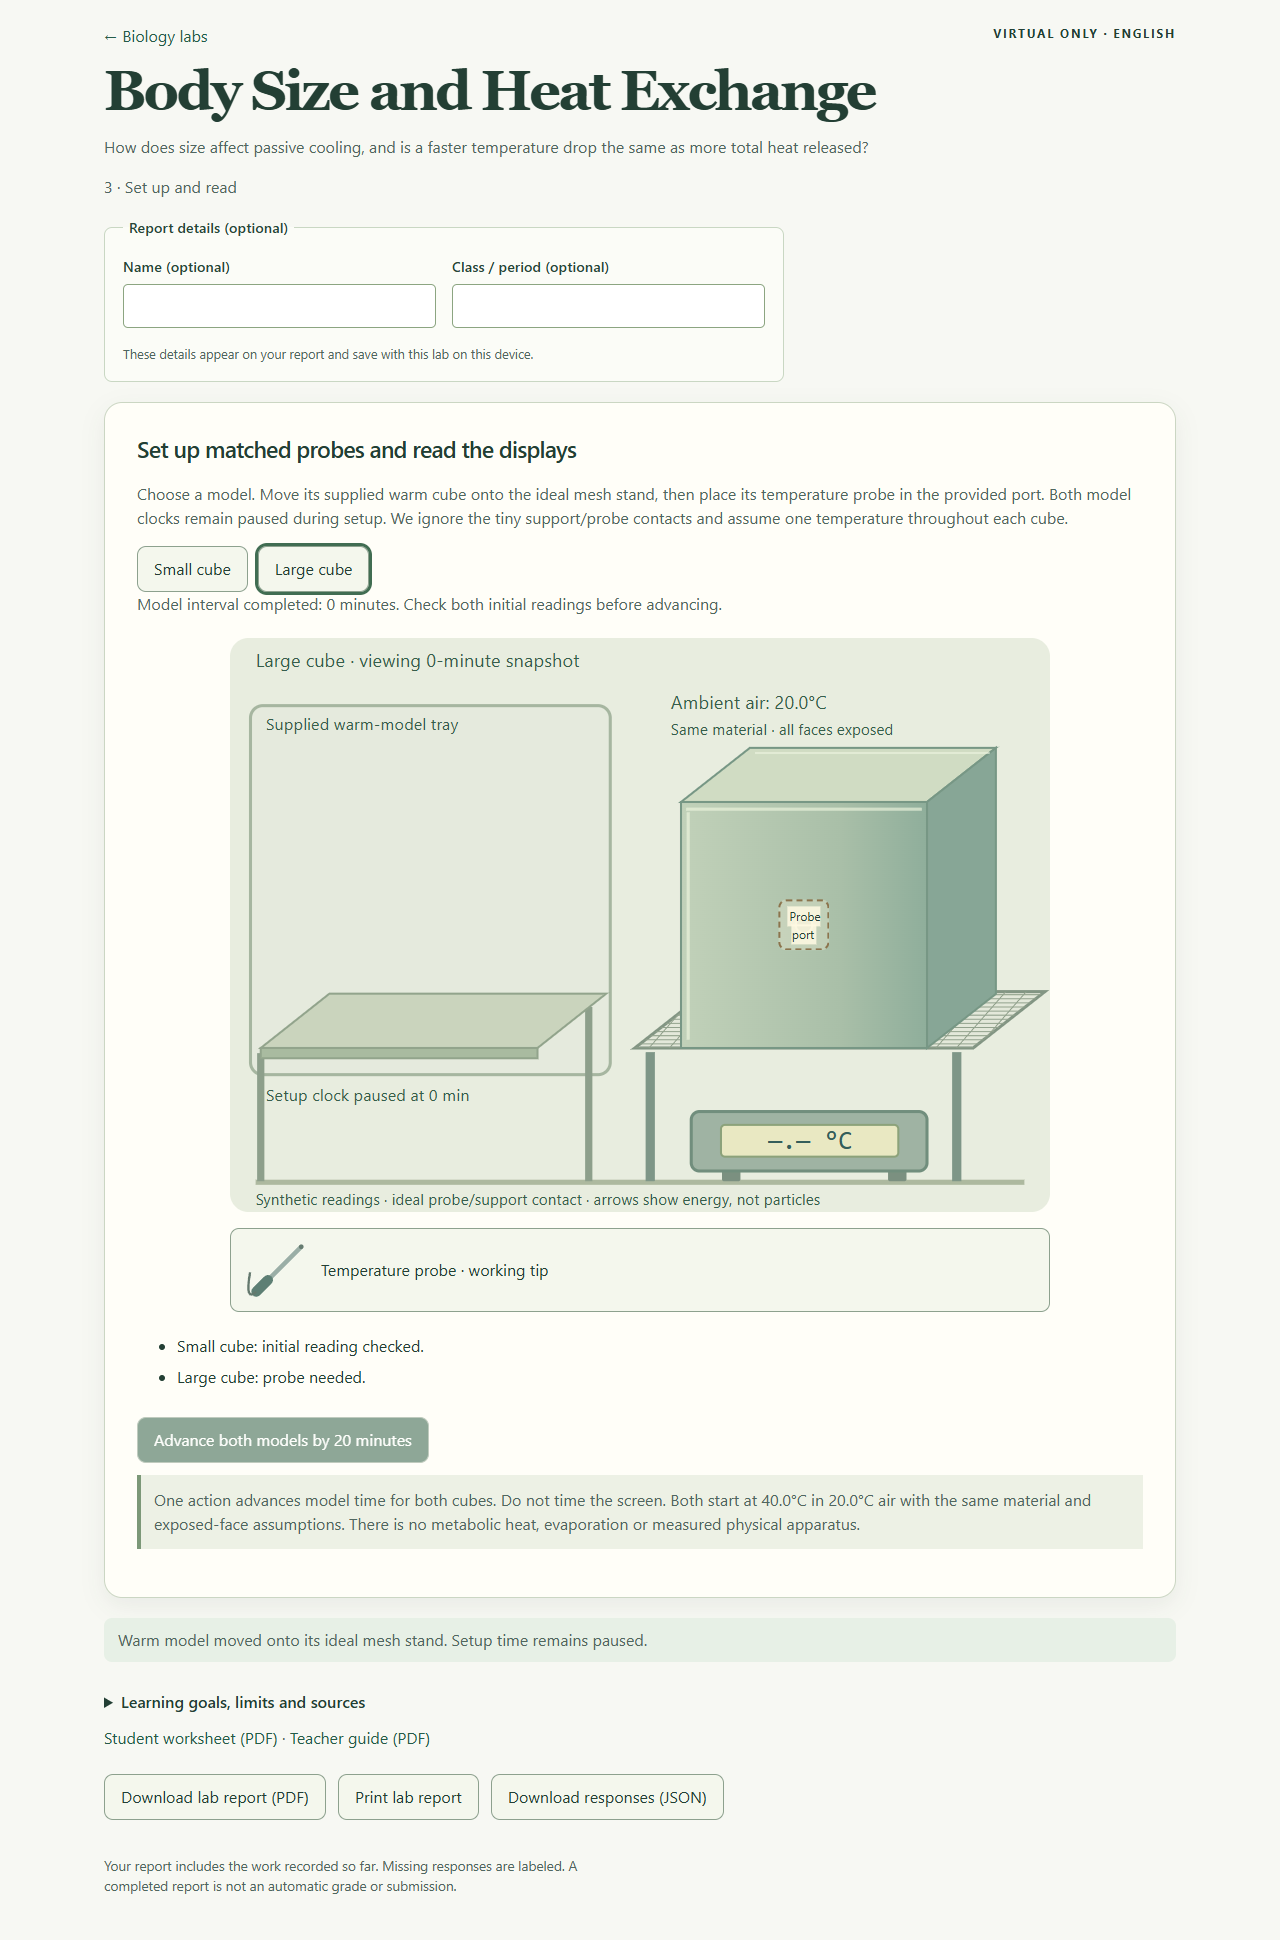 ← Biology labs
VIRTUAL ONLY · ENGLISH
Body Size and Heat Exchange
How does size affect passive cooling, and is a faster temperature drop the same as more total heat released?
3 · Set up and read
Report details (optional)
Name (optional)
Class / period (optional)
These details appear on your report and save with this lab on this device.
Set up matched probes and read the displays
Choose a model. Move its supplied warm cube onto the ideal mesh stand, then place its temperature probe in the provided port. Both model
clocks remain paused during setup. We ignore the tiny support/probe contacts and assume one temperature throughout each cube.
Small cube
Large cube
Model interval completed: 0 minutes. Check both initial readings before advancing.
Large cube · viewing 0-minute snapshot
Ambient air: 20.0°C
Supplied warm-model tray
Same material · all faces exposed
Probe
port
Setup clock paused at 0 min
—.— °C
Synthetic readings · ideal probe/support contact · arrows show energy, not particles
Temperature probe · working tip
• Small cube: initial reading checked.
• Large cube: probe needed.
Advance both models by 20 minutes
One action advances model time for both cubes. Do not time the screen. Both start at 40.0°C in 20.0°C air with the same material and
exposed-face assumptions. There is no metabolic heat, evaporation or measured physical apparatus.
Warm model moved onto its ideal mesh stand. Setup time remains paused.
▶ Learning goals, limits and sources
Student worksheet (PDF) · Teacher guide (PDF)
Download lab report (PDF)
Print lab report
Download responses (JSON)
Your report includes the work recorded so far. Missing responses are labeled. A
completed report is not an automatic grade or submission.